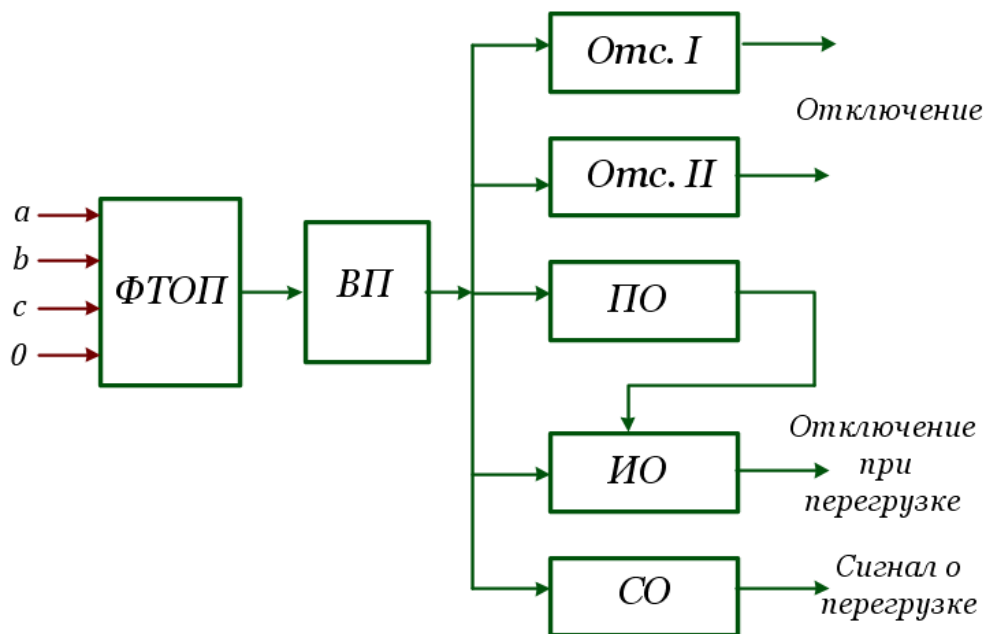 Отс. I
Отключение
Отс. II
a
b
c
0
ФТОП
ВП
ПО
ИО
Отключение
при
перегрузке
СО
Сигнал о
перегрузке